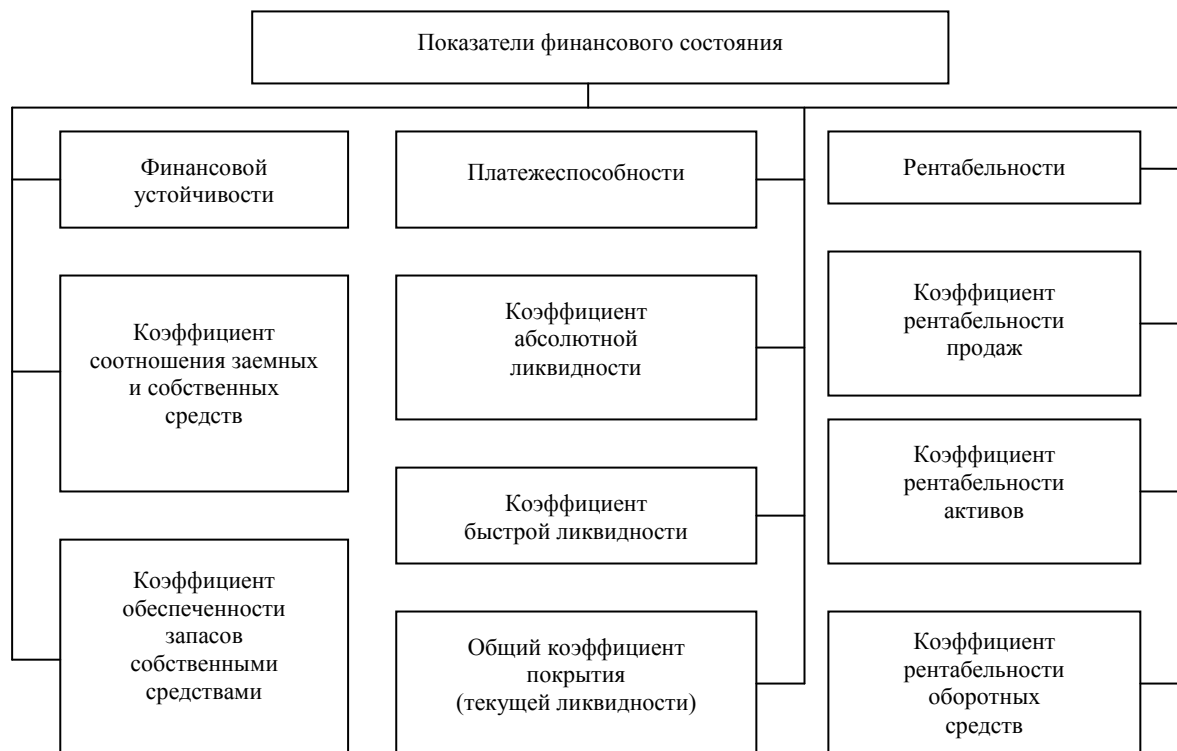 Показатели финансового состояния
Финансовой
устойчивости
Коэффициент
соотношения заемных
и собственных
средств
Коэффициент
обеспеченности
запасов
собственными
средствами
Платежеспособности
Коэффициент
абсолютной
ликвидности
Коэффициент
быстрой ликвидности
Общий коэффициент
покрытия
(текущей ликвидности)
Рентабельности
Коэффициент
рентабельности
продаж
Коэффициент
рентабельности
активов
Коэффициент
рентабельности
оборотных
средств